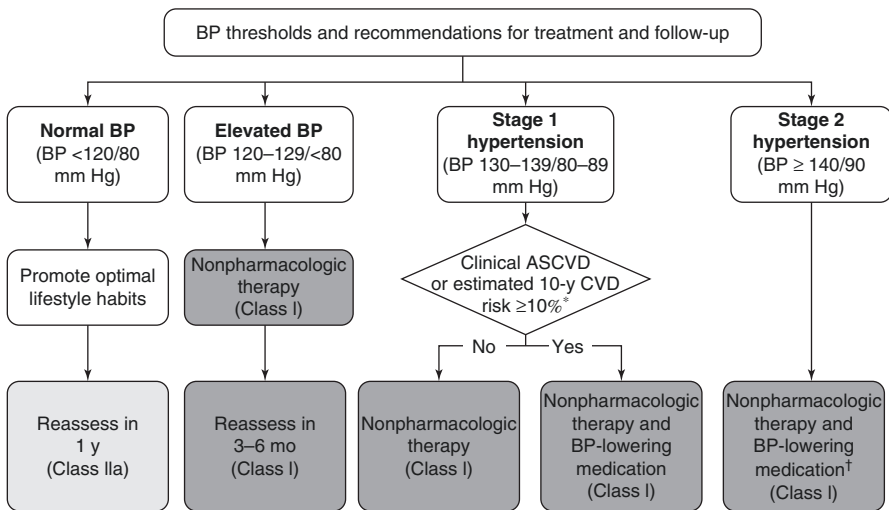 BP thresholds and recommendations for treatment and follow-up
Normal BP
(BP <120/80
mm Hg)
Elevated BP
(BP 120–129/<80
mm Hg)
Stage 1
hypertension
(BP 130–139/80–89
mm Hg)
Stage 2
hypertension
(BP ≥ 140/90
mm Hg)
Promote optimal
lifestyle habits
Nonpharmacologic
therapy
(Class I)
Clinical ASCVD
or estimated 10-y CVD
risk ≥10%*
No
Yes
Reassess in
1 y
(Class IIa)
Reassess in
3–6 mo
(Class I)
Nonpharmacologic
therapy
(Class I)
Nonpharmacologic
therapy and
BP-lowering
medication
(Class I)
Nonpharmacologic
therapy and
BP-lowering
medication†
(Class I)